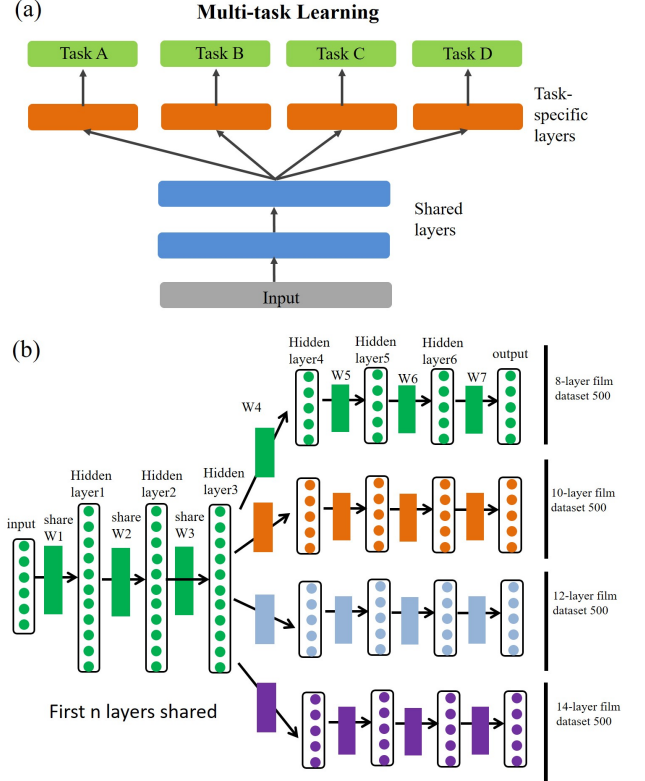 (a)
Multi-task Learning
Task A
Task B
Task C
Task D
Task-
specific
layers
Shared
layers
Input
(b)
Hidden
layer4
W5
Hidden
layer5
W6
Hidden
layer6
W7
output
8-layer film
dataset 500
W4
10-layer film
dataset 500
input
share
W1
Hidden
layer1
share
W2
Hidden
layer2
share
W3
Hidden
layer3
12-layer film
dataset 500
First n layers shared
14-layer film
dataset 500